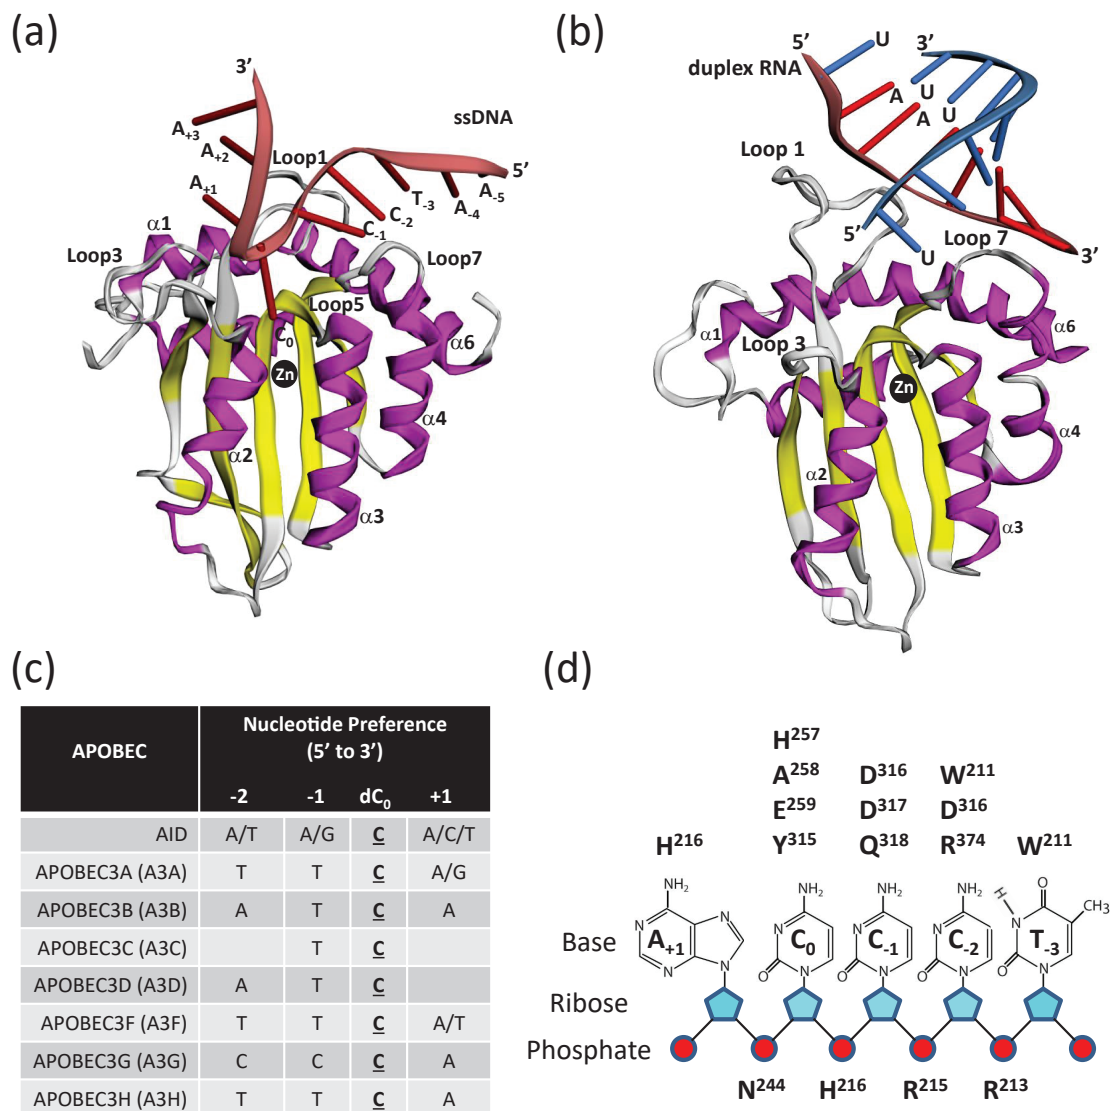 (a)
3’
ssDNA
A+3
A+2
Loop1
5’
A+1
T-3
A-4
A-5
C-2
C-1
α1
Loop3
Loop7
Loop5
C0
α6
Zn
α4
α2
α3
(b)
5’
U
3’
duplex RNA
A
U
A
U
Loop 1
5’
U
Loop 7
3’
α1
Loop 3
α6
Zn
α4
α2
α3
(c)
APOBEC
Nucleotide Preference
(5’ to 3’)
-2 -1 dC0 +1
AID A/T A/G C A/C/T
APOBEC3A (A3A) T T C A/G
APOBEC3B (A3B) A T C A
APOBEC3C (A3C) T C
APOBEC3D (A3D) A T C
APOBEC3F (A3F) T T C A/T
APOBEC3G (A3G) C C C A
APOBEC3H (A3H) T T C A
(d)
H257
A258 D316 W211
E259 D317 D316
H216 Y315 Q318 R374 W211
NH2 NH2 NH2 NH2 O
H
N N N N N N CH3
Base A+1 C0 C-1 C-2 T-3
N N O N O N O N O N
Ribose
Phosphate
N244 H216 R215 R213